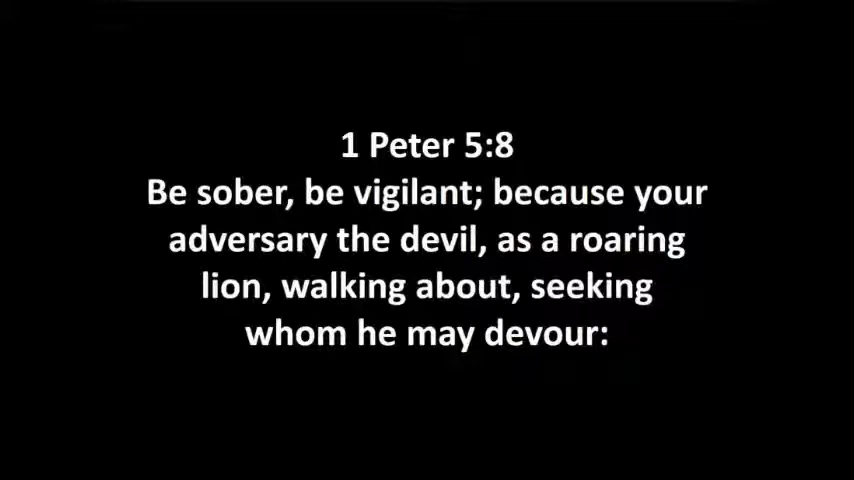 1 Peter 5:8
Be sober, be vigilant; because your
adversary the devil, as a roaring
lion, walking about, seeking
whom he may devour: